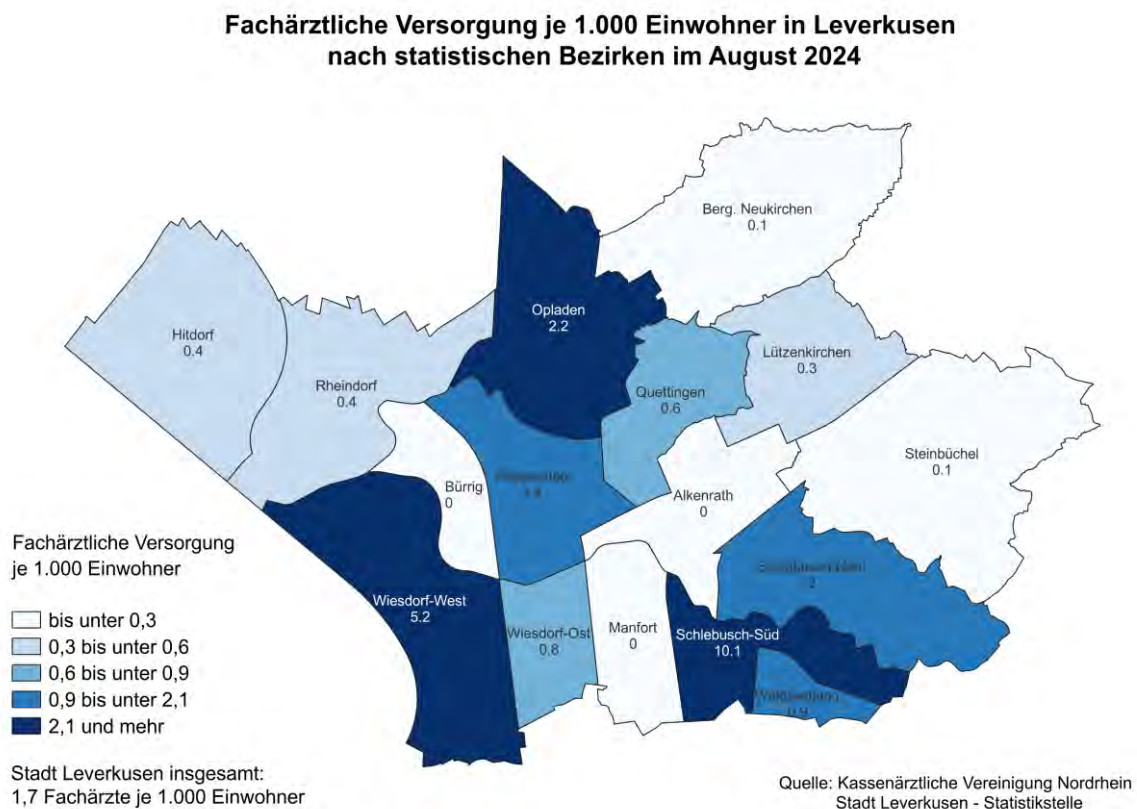 Fachärztliche Versorgung je 1.000 Einwohner in Leverkusen
nach statistischen Bezirken im August 2024
Berg. Neukirchen
0.1
Opladen
2.2
Hitdorf
0.4
Lützenkirchen
0.3
Rheindorf
0.4
Quettingen
0.6
Steinbüchel
0.1
Bürrig
0
Alkenrath
0
Fachärztliche Versorgung
je 1.000 Einwohner
bis unter 0,3
0,3 bis unter 0,6
0,6 bis unter 0,9
0,9 bis unter 2,1
2,1 und mehr
Wiesdorf-West
5.2
Wiesdorf-Ost
0.8
Manfort
0
Schlebusch-Süd
10.1
Schlebusch-Nord
2
Waldsiedlung
0.9
Stadt Leverkusen insgesamt:
1,7 Fachärzte je 1.000 Einwohner
Quelle: Kassenärztliche Vereinigung Nordrhein
Stadt Leverkusen - Statistikstelle